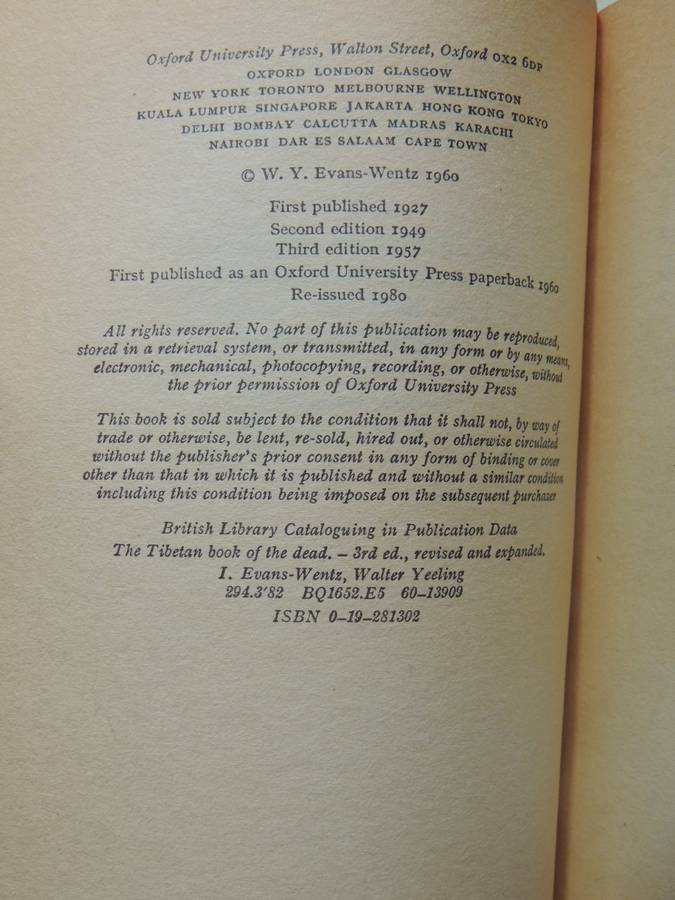 Oxford University Press, Walton Street, Oxford OX2 6DP
OXFORD LONDON GLASGOW
NEW YORK TORONTO MELBOURNE WELLINGTON
KUALA LUMPUR SINGAPORE JAKARTA HONG KONG TOKYO
DELHI BOMBAY CALCUTTA MADRAS KARACHI
NAIROBI DAR ES SALAAM CAPE TOWN
© W. Y. Evans-Wentz 1960
First published 1927
Second edition 1949
Third edition 1957
First published as an Oxford University Press paperback 1960
Re-issued 1980
All rights reserved. No part of this publication may be reproduced,
stored in a retrieval system, or transmitted, in any form or by any means,
electronic, mechanical, photocopying, recording, or otherwise, without
the prior permission of Oxford University Press
This book is sold subject to the condition that it shall not, by way of
trade or otherwise, be lent, re-sold, hired out, or otherwise circulated
without the publisher's prior consent in any form of binding or cover
other than that in which it is published and without a similar condition
including this condition being imposed on the subsequent purchaser
British Library Cataloguing in Publication Data
The Tibetan book of the dead. – 3rd ed., revised and expanded.
I. Evans-Wentz, Walter Yeeling
294.3'82 BQ1652.E5 60-13909
ISBN 0-19-281302